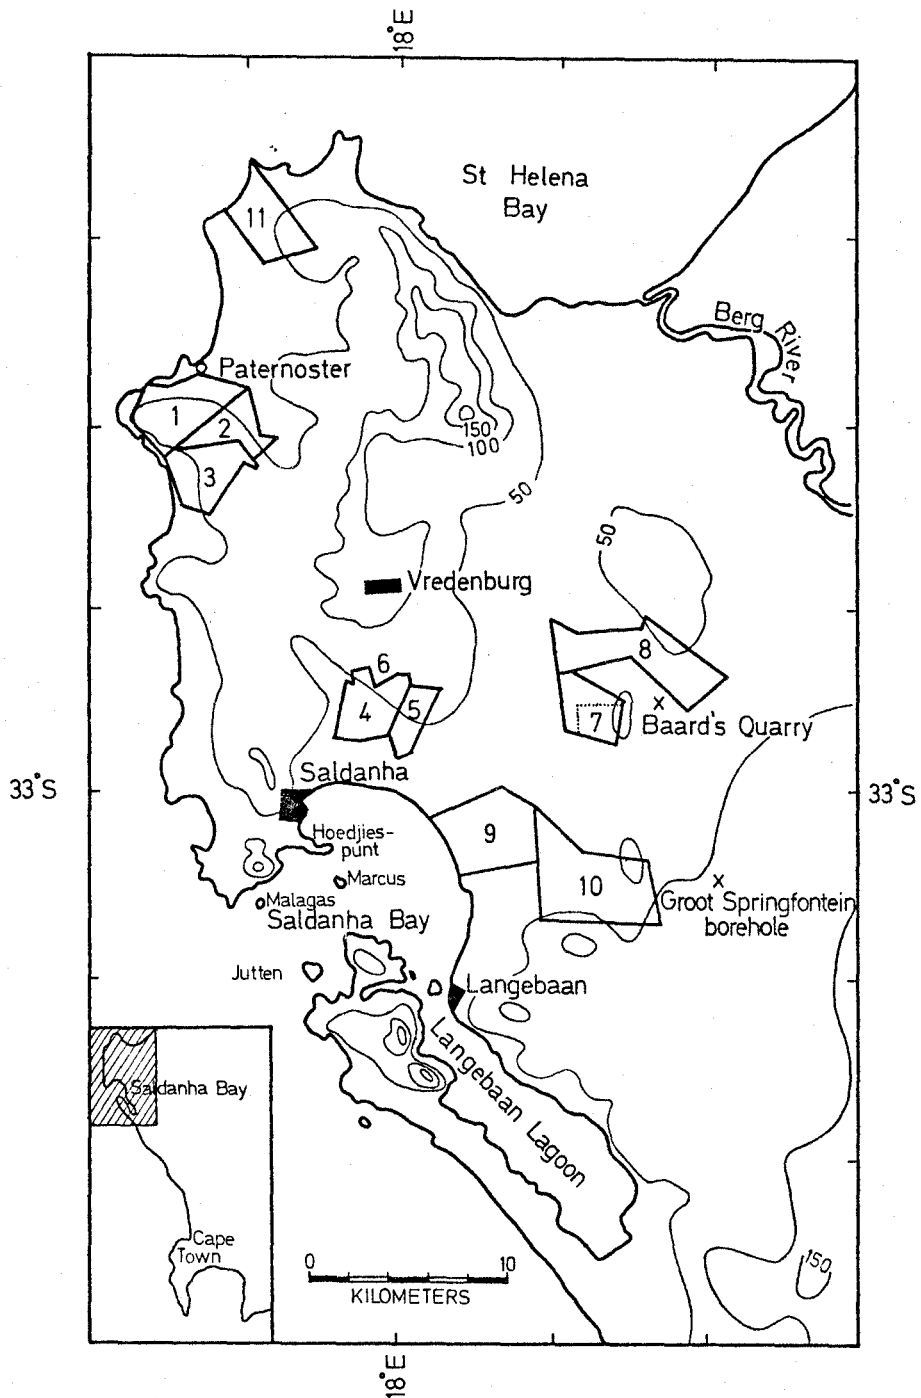 18°E
St Helena
Bay
11
Berg River
Paternoster
1
2
3
150
100
50
50
Vredenburg
6
8
4
5
7
Baard's Quarry
33°S
Saldanha
33°S
Hoedjies-
punt
9
Marcus
10
Malagas
Groot Springfontein
borehole
Saldanha Bay
Jutten
Langebaan
Langebaan Lagoon
Saldanha Bay
Cape
Town
0 10
KILOMETERS
150
18°E